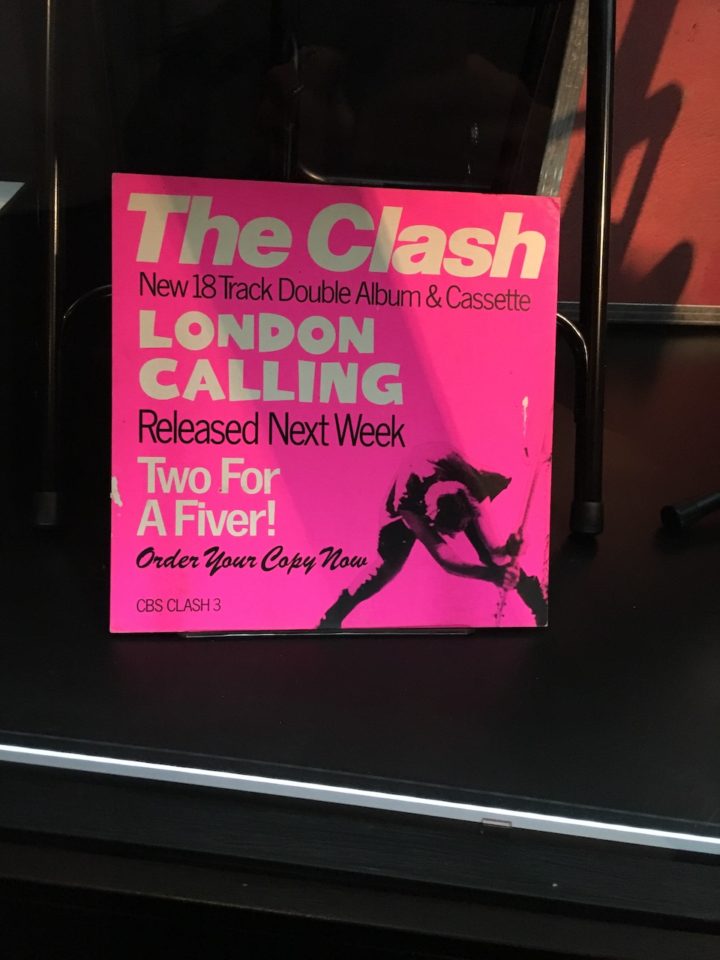 The Clash
New 18 Track Double Album & Cassette
LONDON
CALLING
Released Next Week
Two For
A Fiver!
Order Your Copy Now
CBS CLASH 3